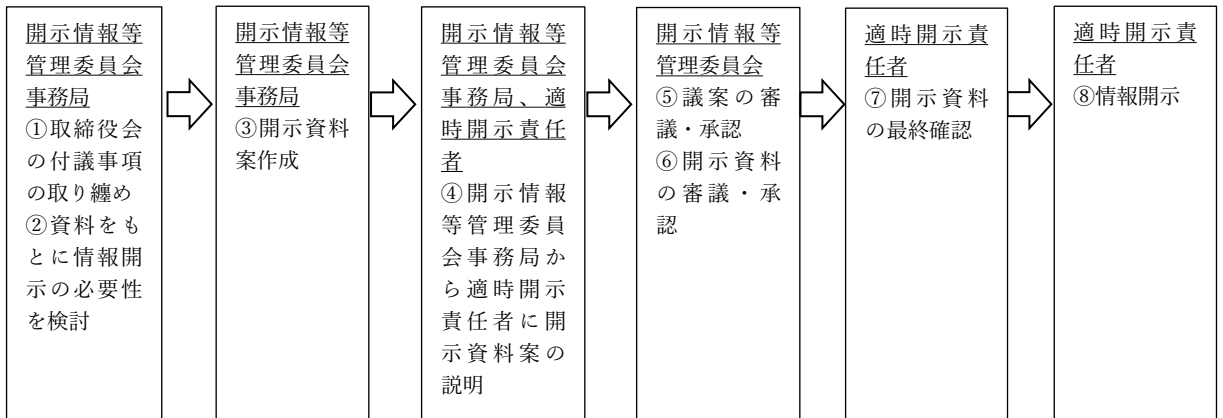 開示情報等
管理委員会
事務局
①取締役会
の付議事項
の取り纏め
②資料をも
とに情報開
示の必要性
を検討
開示情報等
管理委員会
事務局
③開示資料
案作成
開示情報等
管理委員会
事務局、適
時開示責任
者
④開示情報
等管理委員
会事務局か
ら適時開示
責任者に開
示資料案の
説明
開示情報等
管理委員会
⑤議案の審
議・承認
⑥開示資料
の審議・承
認
適時開示責
任者
⑦開示資料
の最終確認
適時開示責
任者
⑧情報開示